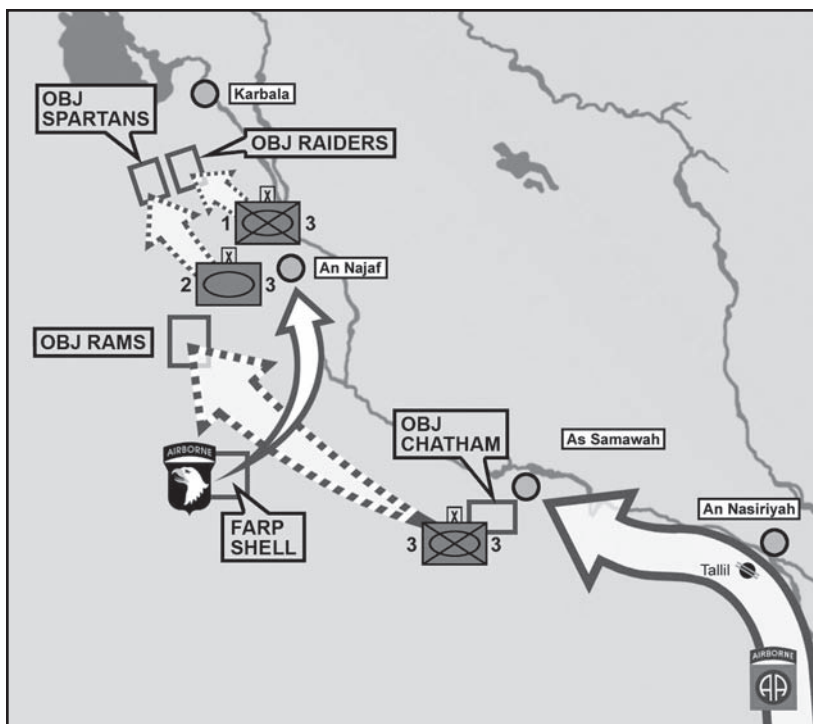 Karbala
OBJ
SPARTANS
OBJ RAIDERS
X
1 3
An Najaf
X
2 3
OBJ RAMS
OBJ
CHATHAM
As Samawah
AIRBORNE
An Nasiriyah
FARP
SHELL
X
3 3
Tallil
AIRBORNE
AA